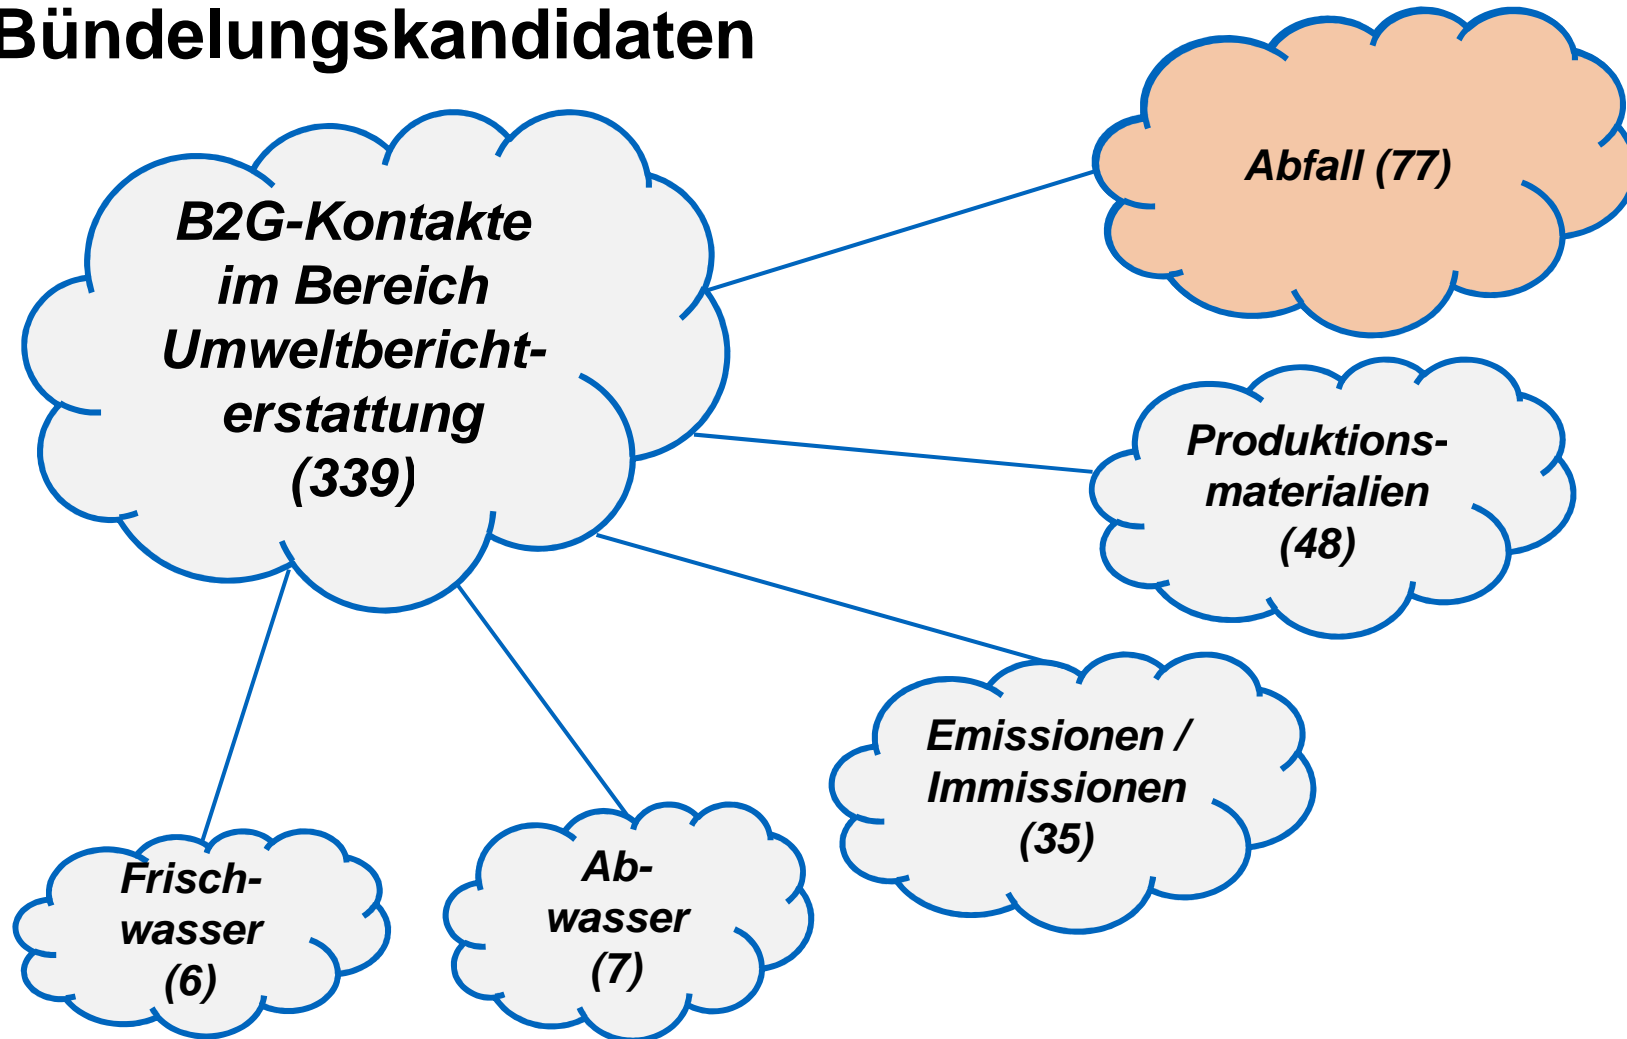 Bündelungskandidaten
B2G-Kontakte
im Bereich
Umweltbericht-
erstattung
(339)
Abfall (77)
Produktions-
materialien
(48)
Emissionen /
Immissionen
(35)
Ab-
wasser
(7)
Frisch-
wasser
(6)